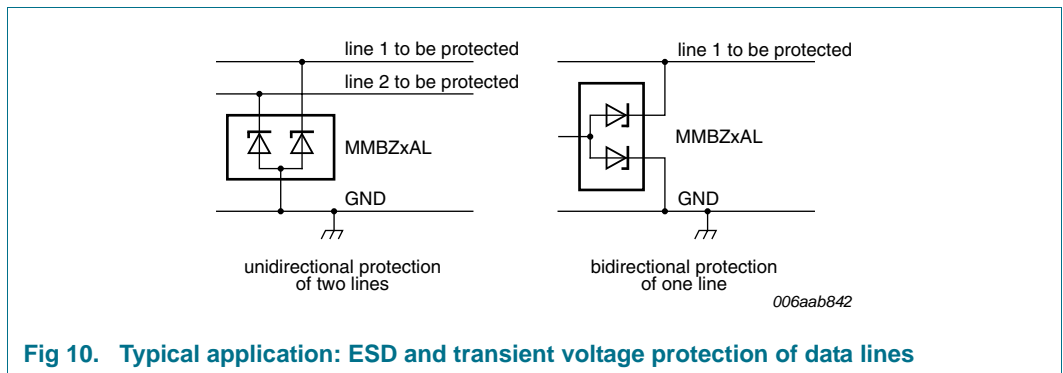 line 1 to be protected
line 2 to be protected
MMBZxAL
GND
unidirectional protection
of two lines
line 1 to be protected
MMBZxAL
GND
bidirectional protection
of one line
006aab842
Fig 10. Typical application: ESD and transient voltage protection of data lines